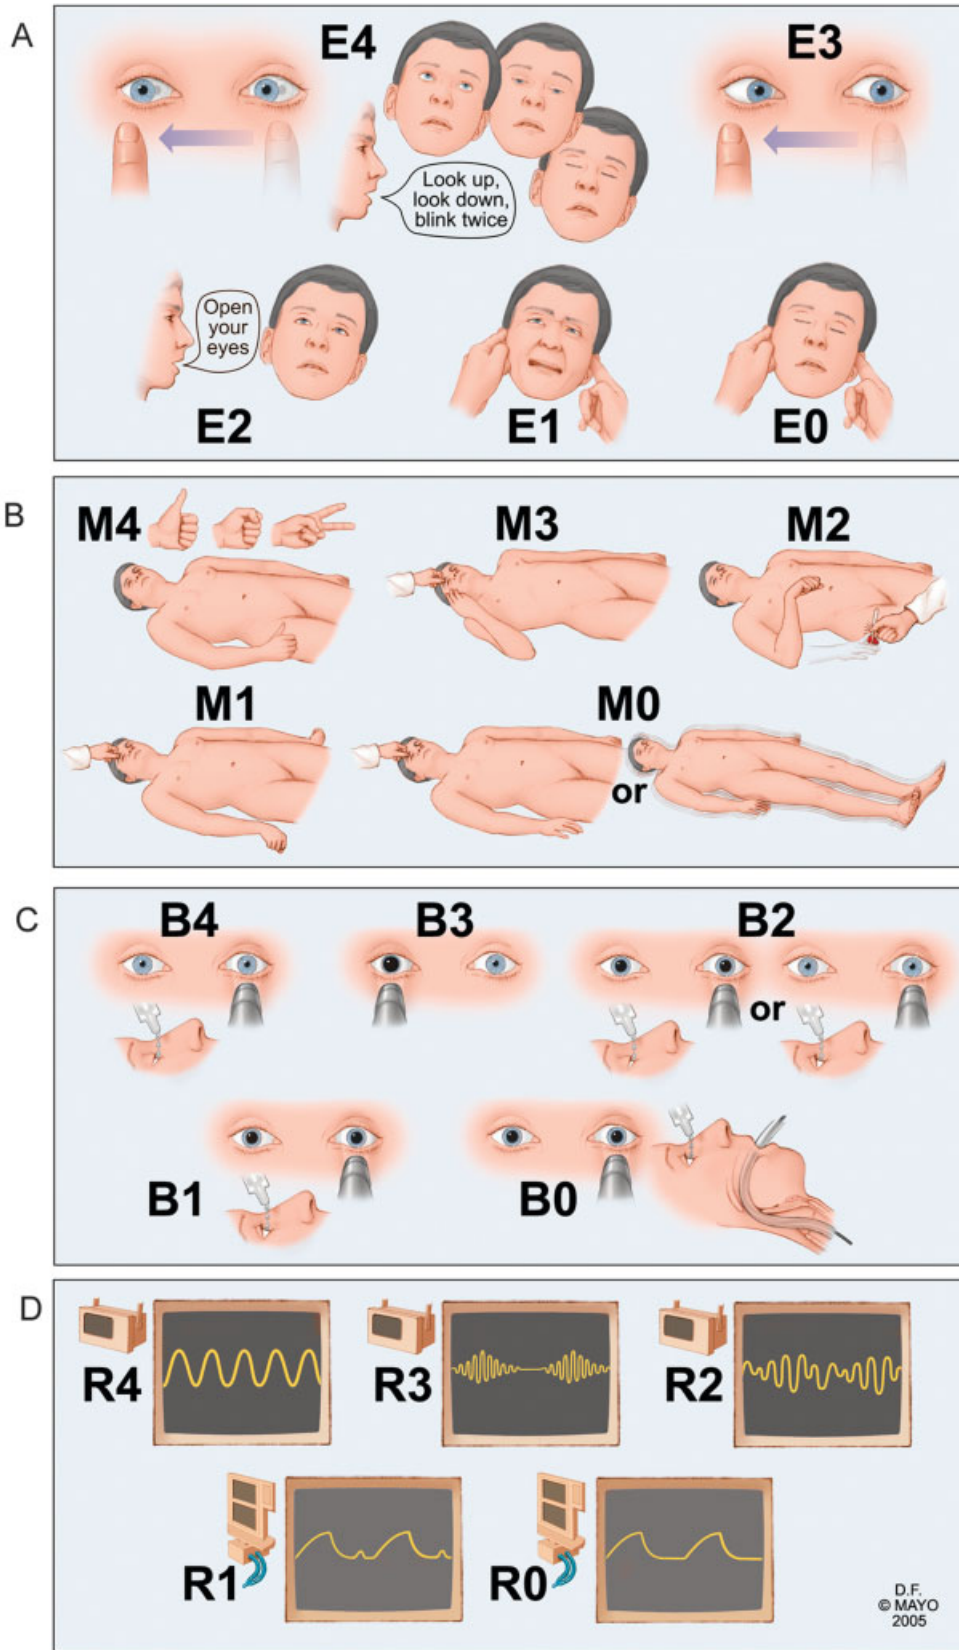 A
E4
E3
Look up,
look down,
blink twice
Open
your
eyes
E2
E1
E0
B
M4
M3
M2
M1
M0
or
C
B4
B3
B2
or
B1
B0
D
R4
R3
R2
R1
R0
D.F.
© MAYO
2005